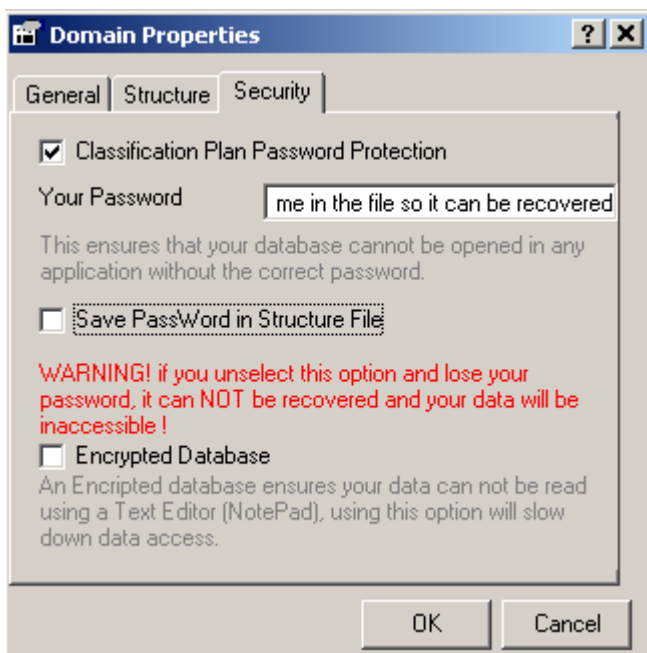 Domain Properties
General Structure Security
Classification Plan Password Protection
Your Password me in the file so it can be recovered
This ensures that your database cannot be opened in any
application without the correct password.
Save PassWord in Structure File
WARNING! if you unselect this option and lose your
password, it can NOT be recovered and your data will be
inaccessible !
Encrypted Database
An Encripted database ensures your data can not be read
using a Text Editor (NotePad), using this option will slow
down data access.
OK Cancel